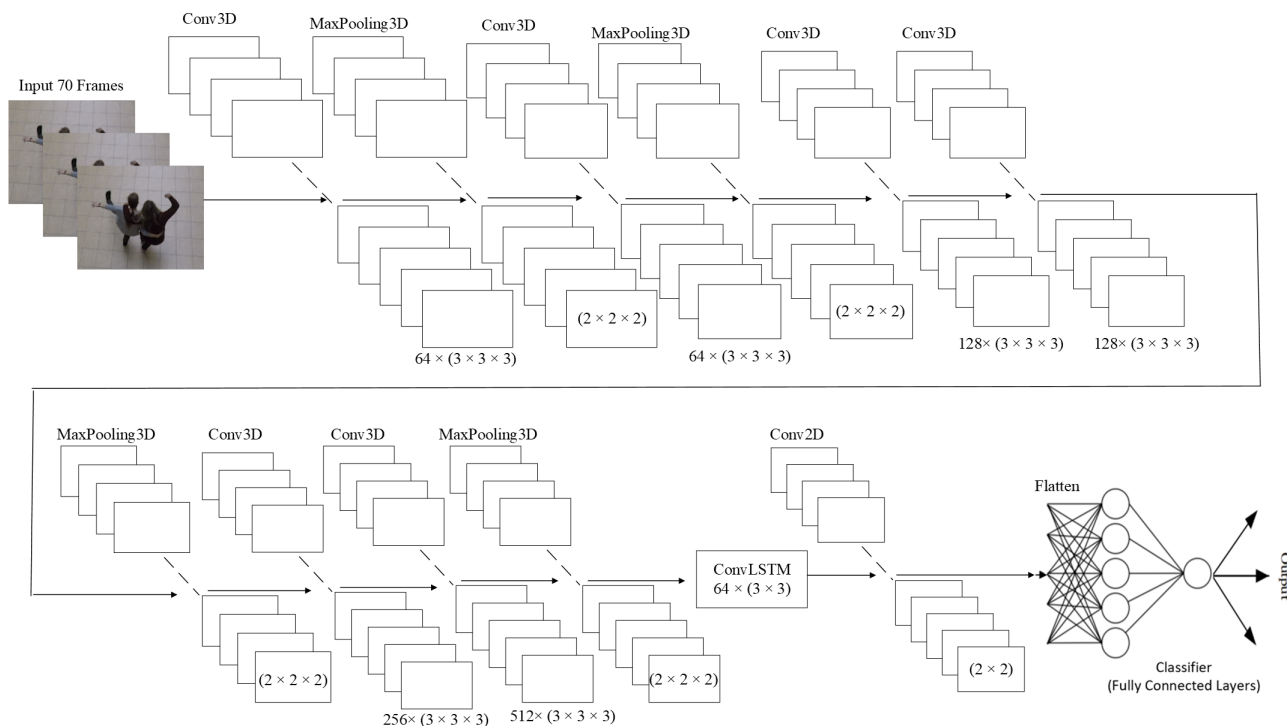 Conv3D
MaxPooling3D
Conv3D
MaxPooling3D
Conv3D
Conv3D
Input 70 Frames
(2 × 2 × 2)
(2 × 2 × 2)
64 × (3 × 3 × 3)
64 × (3 × 3 × 3)
128× (3 × 3 × 3)
128× (3 × 3 × 3)
MaxPooling3D
Conv3D
Conv3D
MaxPooling3D
Conv2D
Flatten
ConvLSTM
64 × (3 × 3)
Output
(2 × 2 × 2)
(2 × 2 × 2)
(2 × 2)
Classifier
(Fully Connected Layers)
256× (3 × 3 × 3)
512× (3 × 3 × 3)